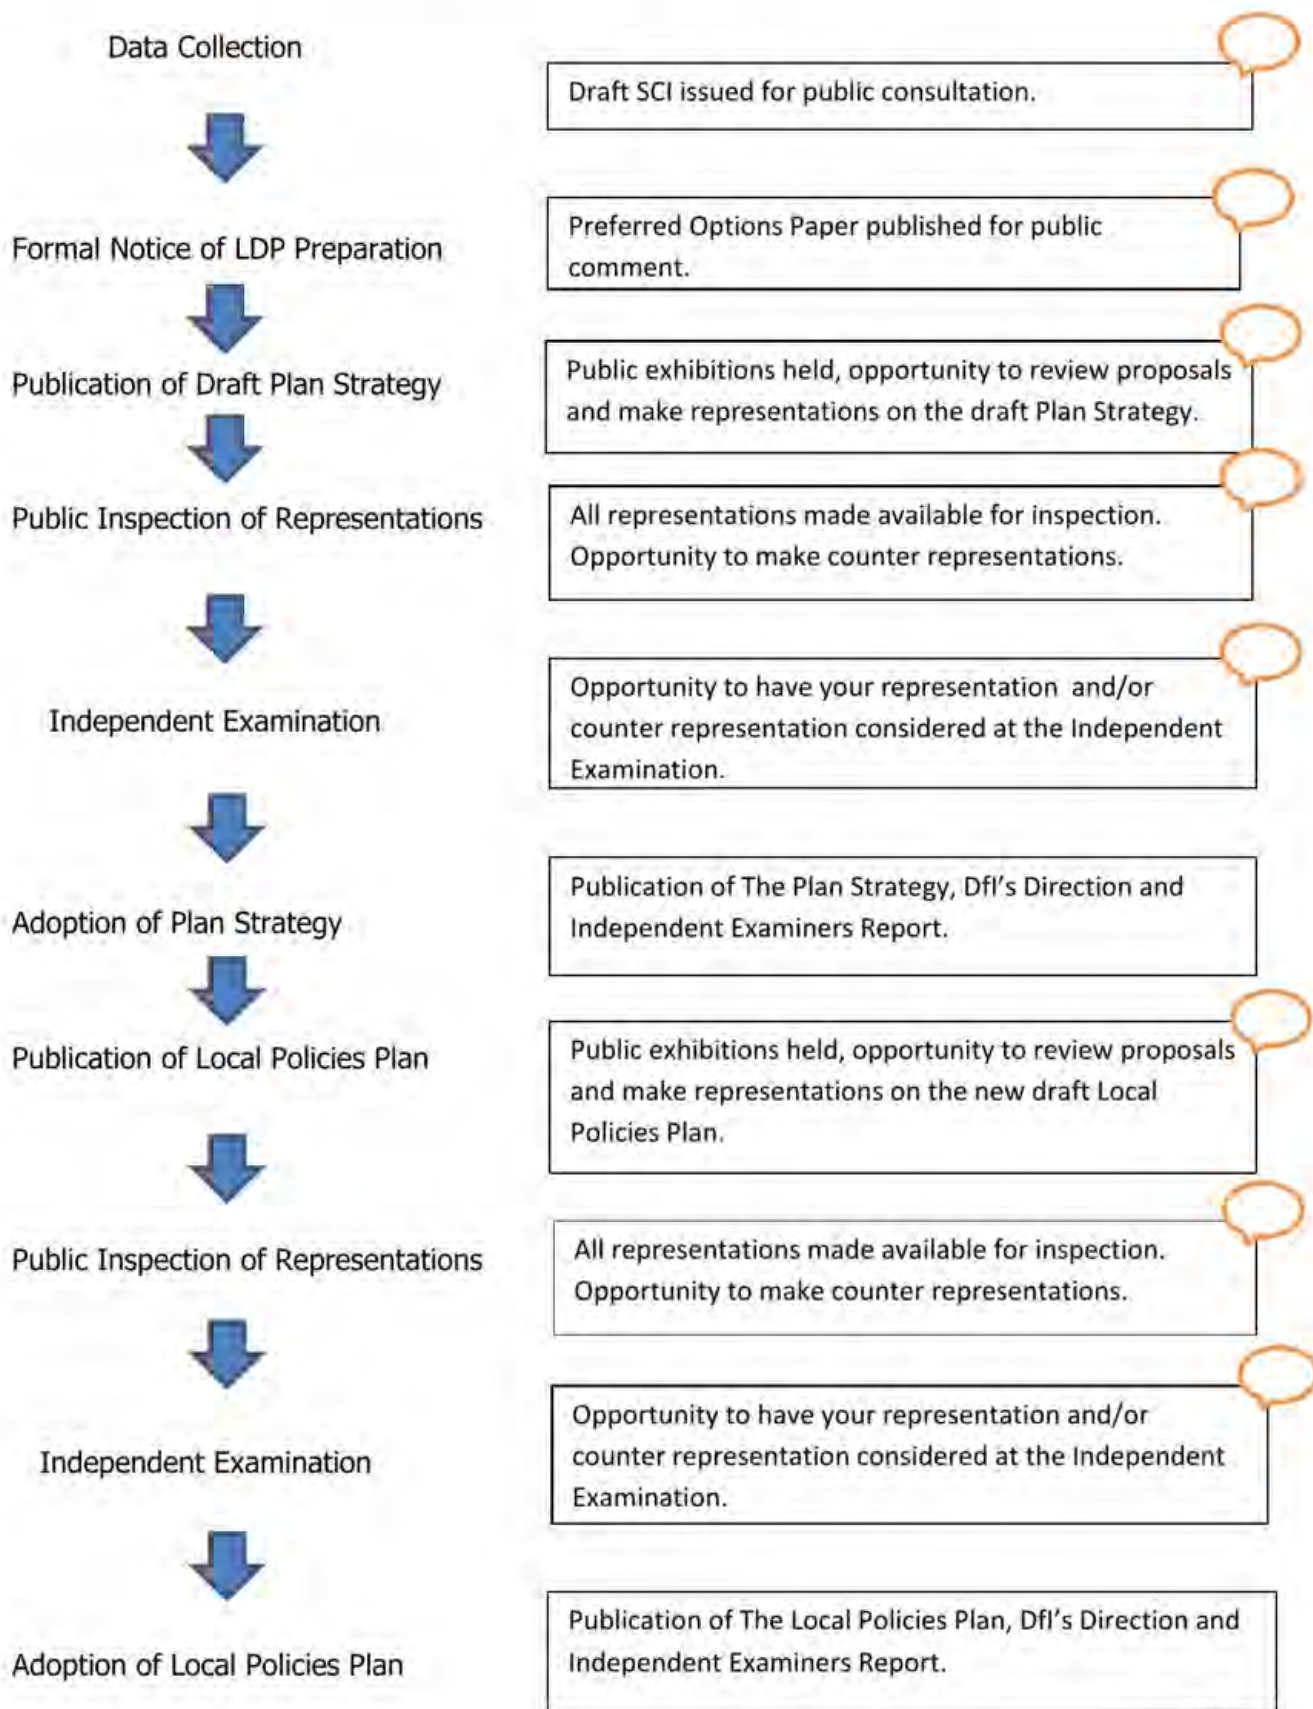 Data Collection
Draft SCI issued for public consultation.
Formal Notice of LDP Preparation
Preferred Options Paper published for public
comment.
Publication of Draft Plan Strategy
Public exhibitions held, opportunity to review proposals
and make representations on the draft Plan Strategy.
Public Inspection of Representations
All representations made available for inspection.
Opportunity to make counter representations.
Independent Examination
Opportunity to have your representation and/or
counter representation considered at the Independent
Examination.
Adoption of Plan Strategy
Publication of The Plan Strategy, DfI's Direction and
Independent Examiners Report.
Publication of Local Policies Plan
Public exhibitions held, opportunity to review proposals
and make representations on the new draft Local
Policies Plan.
Public Inspection of Representations
All representations made available for inspection.
Opportunity to make counter representations.
Independent Examination
Opportunity to have your representation and/or
counter representation considered at the Independent
Examination.
Adoption of Local Policies Plan
Publication of The Local Policies Plan, DfI's Direction and
Independent Examiners Report.